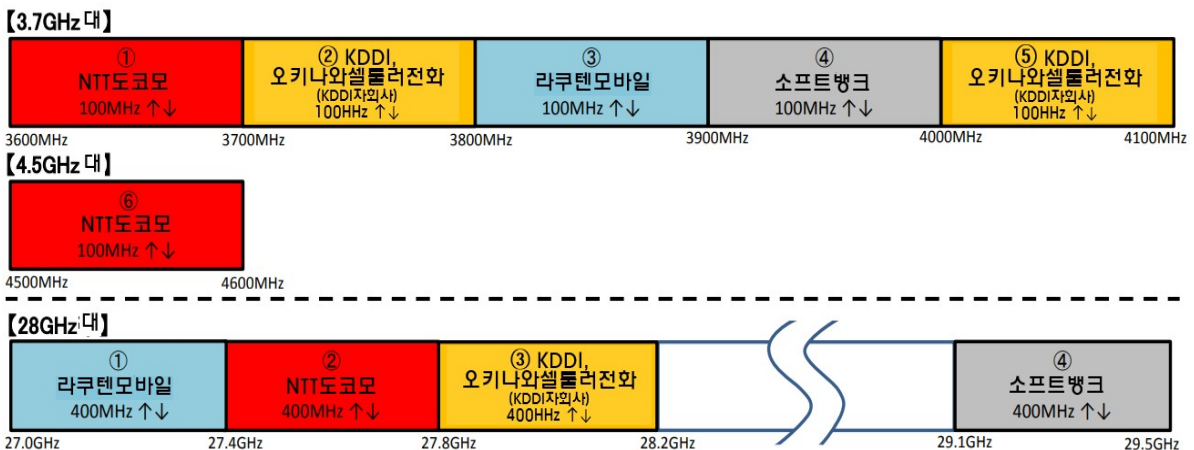 【3.7GHz 대】
①
NTT도코모
100MHz ↑↓
② KDDI,
오키나와셀룰러전화
(KDDI자회사)
100HHz ↑↓
③
라쿠텐모바일
100MHz ↑↓
④
소프트뱅크
100MHz ↑↓
⑤ KDDI,
오키나와셀룰러전화
(KDDI자회사)
100HHz ↑↓
3600MHz 3700MHz 3800MHz 3900MHz 4000MHz 4100MHz
【4.5GHz 대】
⑥
NTT도코모
100MHz ↑↓
4500MHz 4600MHz
【28GHz 대】
①
라쿠텐모바일
400MHz ↑↓
②
NTT도코모
400MHz ↑↓
③ KDDI,
오키나와셀룰러전화
(KDDI자회사)
400HHz ↑↓
④
소프트뱅크
400MHz ↑↓
27.0GHz 27.4GHz 27.8GHz 28.2GHz 29.1GHz 29.5GHz